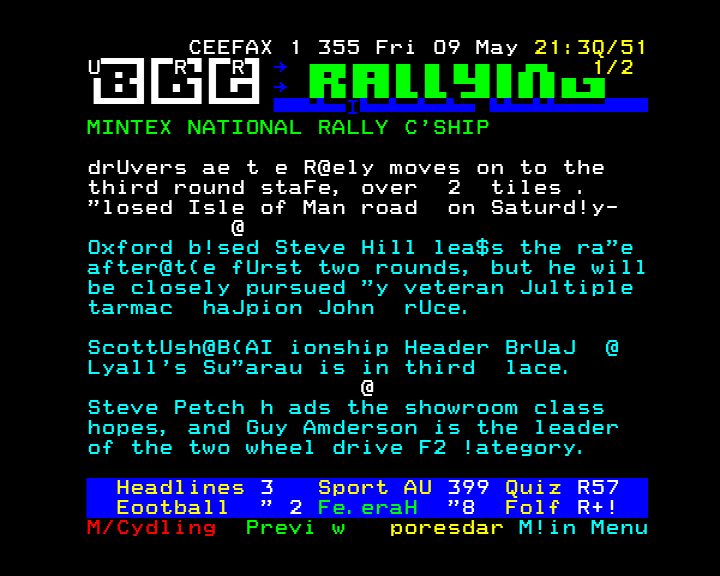 CEEFAX 1 355 Fri 09 May 21:3Q/51
BBC RALLYING 1/2
MINTEX NATIONAL RALLY C'SHIP
drUvers ae t e R@ely moves on to the
third round staFe, over 2 tiles .
"losed Isle of Man road on Saturd!y-
@
Oxford b!sed Steve Hill lea$s the ra"e
after@t(e fUrst two rounds, but he will
be closely pursued "y veteran Jultiple
tarmac haJpion John rUce.
ScottUsh@B(AI ionship Header BrUaJ @
Lyall's Su"arau is in third lace.
@
Steve Petch h ads the showroom class
hopes, and Guy Amderson is the leader
of the two wheel drive F2 !ategory.
Headlines 3 Sport AU 399 Quiz R57
Eootball " 2 Fe.eraH "8 Folf R+!
M/Cydling Previ w poresdar M!in Menu